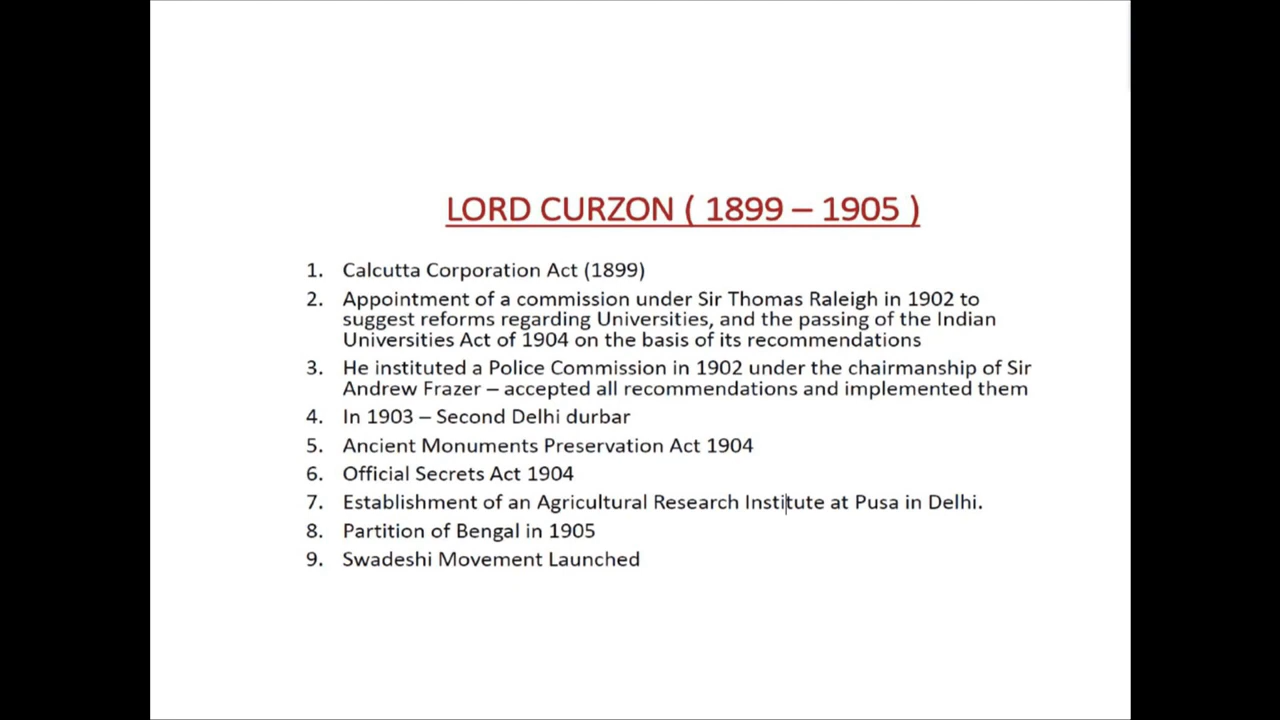 LORD CURZON ( 1899 – 1905 )
1. Calcutta Corporation Act (1899)
2. Appointment of a commission under Sir Thomas Raleigh in 1902 to
suggest reforms regarding Universities, and the passing of the Indian
Universities Act of 1904 on the basis of its recommendations
3. He instituted a Police Commission in 1902 under the chairmanship of Sir
Andrew Frazer – accepted all recommendations and implemented them
4. In 1903 – Second Delhi durbar
5. Ancient Monuments Preservation Act 1904
6. Official Secrets Act 1904
7. Establishment of an Agricultural Research Institute at Pusa in Delhi.
8. Partition of Bengal in 1905
9. Swadeshi Movement Launched